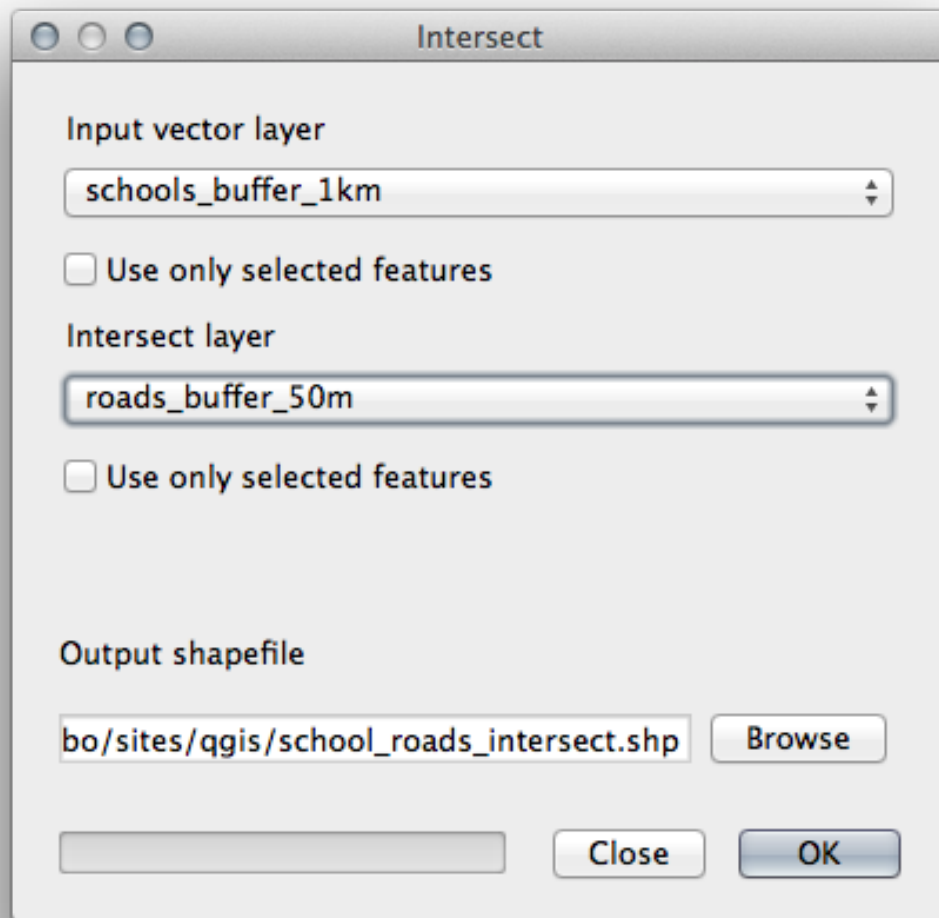 Intersect
Input vector layer
schools_buffer_1km
Use only selected features
Intersect layer
roads_buffer_50m
Use only selected features
Output shapefile
bo/sites/qgis/school_roads_intersect.shp
Browse
Close
OK